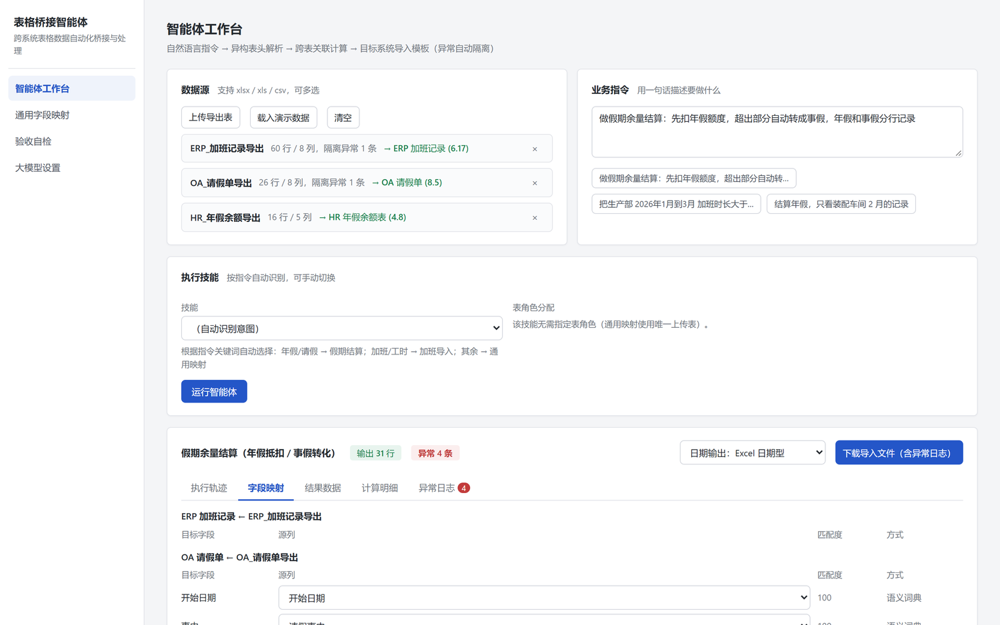 表格桥接智能体
跨系统表格数据自动化桥接与处
理
智能体工作台
通用字段映射
验收自检
大模型设置
智能体工作台
自然语言指令 → 异构表头解析 → 跨表关联计算 → 目标系统导入模板（异常自动隔离）
数据源 支持 xlsx / xls / csv，可多选
上传导出表 载入演示数据 清空
ERP_加班记录导出 60 行 / 8 列，隔离异常 1 条 → ERP 加班记录 (6.17) ×
OA_请假单导出 26 行 / 8 列，隔离异常 1 条 → OA 请假单 (8.5) ×
HR_年假余额导出 16 行 / 5 列 → HR 年假余额表 (4.8) ×
业务指令 用一句话描述要做什么
做假期余量结算：先扣年假额度，超出部分自动转成事假，年假和事假分行记录
做假期余量结算：先扣年假额度，超出部分自动转...
把生产部 2026年1月到3月 加班时长大于... 结算年假，只看装配车间 2 月的记录
执行技能 按指令自动识别，可手动切换
技能
（自动识别意图）
根据指令关键词自动选择：年假/请假 → 假期结算；加班/工时 → 加班导入；其余 → 通
用映射
表角色分配
该技能无需指定表角色（通用映射使用唯一上传表）。
运行智能体
假期余量结算（年假抵扣 / 事假转化） 输出 31 行 异常 4 条 日期输出：Excel 日期型 下载导入文件（含异常日志）
执行轨迹 字段映射 结果数据 计算明细 异常日志 4
ERP 加班记录 ← ERP_加班记录导出
目标字段 源列 匹配度 方式
OA 请假单 ← OA_请假单导出
目标字段 源列 匹配度 方式
开始日期 开始日期 100 语义词典